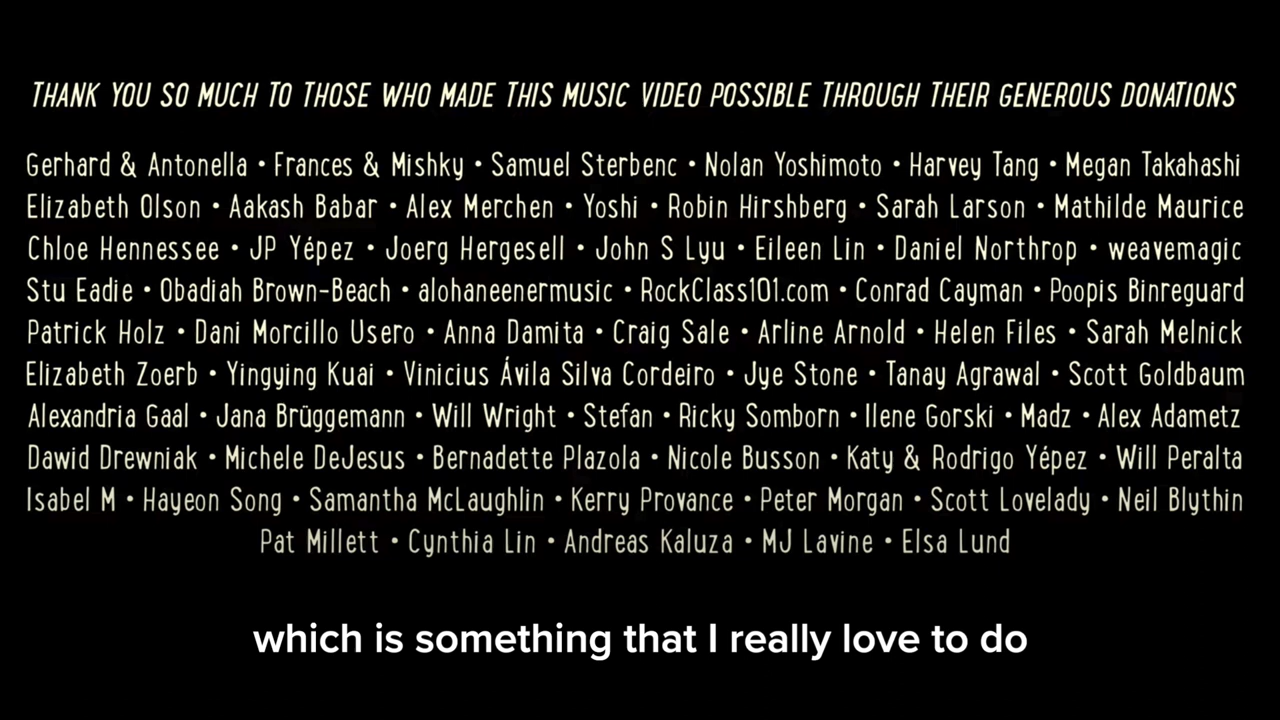 THANK YOU SO MUCH TO THOSE WHO MADE THIS MUSIC VIDEO POSSIBLE THROUGH THEIR GENEROUS DONATIONS
Gerhard & Antonella • Frances & Mishky • Samuel Sterbenc • Nolan Yoshimoto • Harvey Tang • Megan Takahashi
Elizabeth Olson • Aakash Babar • Alex Merchen • Yoshi • Robin Hirshberg • Sarah Larson • Mathilde Maurice
Chloe Hennessee • JP Yépez • Joerg Hergesell • John S Lyu • Eileen Lin • Daniel Northrop • weavemagic
Stu Eadie • Obadiah Brown-Beach • alohaneenermusic • RockClass101.com • Conrad Cayman • Poopis Binreguard
Patrick Holz • Dani Morcillo Usero • Anna Damita • Craig Sale • Arline Arnold • Helen Files • Sarah Melnick
Elizabeth Zoerb • Yingying Kuai • Vinicius Ávila Silva Cordeiro • Jye Stone • Tanay Agrawal • Scott Goldbaum
Alexandria Gaal • Jana Brüggemann • Will Wright • Stefan • Ricky Somborn • Ilene Gorski • Madz • Alex Adametz
Dawid Drewniak • Michele DeJesus • Bernadette Plazola • Nicole Busson • Katy & Rodrigo Yépez • Will Peralta
Isabel M • Hayeon Song • Samantha McLaughlin • Kerry Provance • Peter Morgan • Scott Lovelady • Neil Blythin
Pat Millett • Cynthia Lin • Andreas Kaluza • MJ Lavine • Elsa Lund
which is something that I really love to do